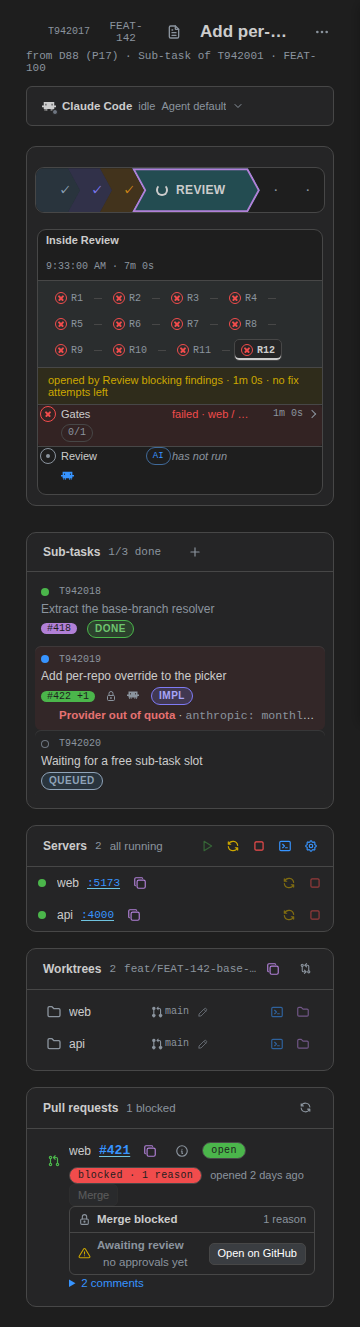 T942017 FEAT-142 Add per-...
from D88 (P17) · Sub-task of T942001 · FEAT-
100
Claude Code idle Agent default
✓ ✓ ✓ REVIEW · ·
Inside Review
9:33:00 AM · 7m 0s
R1 — R2 — R3 — R4 —
R5 — R6 — R7 — R8 —
R9 — R10 — R11 — R12
opened by Review blocking findings · 1m 0s · no fix
attempts left
Gates failed · web / ... 1m 0s
0/1
Review AI has not run
Sub-tasks 1/3 done
T942018
Extract the base-branch resolver
#418 DONE
T942019
Add per-repo override to the picker
#422 +1 IMPL
Provider out of quota · anthropic: monthl...
T942020
Waiting for a free sub-task slot
QUEUED
Servers 2 all running
web :5173
api :4000
Worktrees 2 feat/FEAT-142-base-...
web main
api main
Pull requests 1 blocked
web #421 open
blocked · 1 reason opened 2 days ago
Merge
Merge blocked 1 reason
Awaiting review
no approvals yet Open on GitHub
2 comments